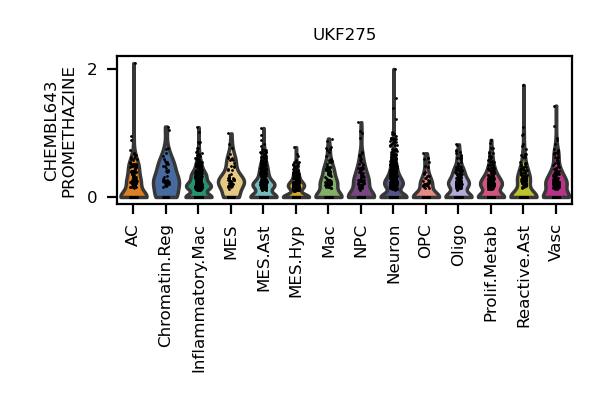 UKF275
CHEMBL643
PROMETHAZINE
2
0
AC
Chromatin.Reg
Inflammatory.Mac
MES
MES.Ast
MES.Hyp
Mac
NPC
Neuron
OPC
Oligo
Prolif.Metab
Reactive.Ast
Vasc